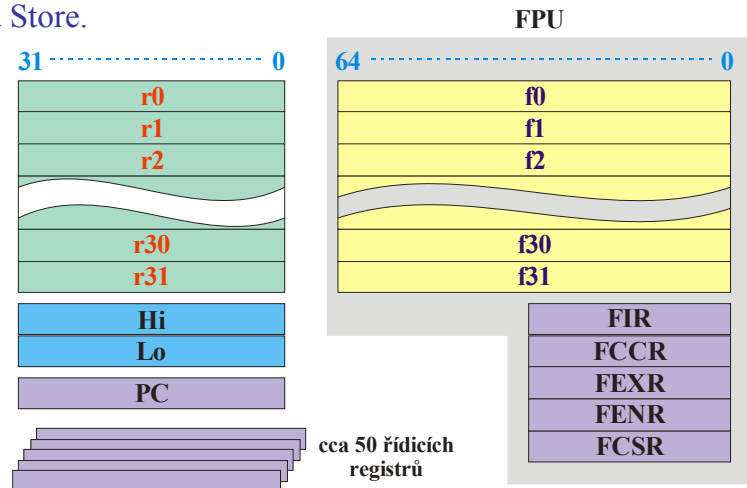 Store.
FPU
31 0
64 0
r0
r1
r2
r30
r31
Hi
Lo
PC
cca 50 řídicích
registrů
f0
f1
f2
f30
f31
FIR
FCCR
FEXR
FENR
FCSR